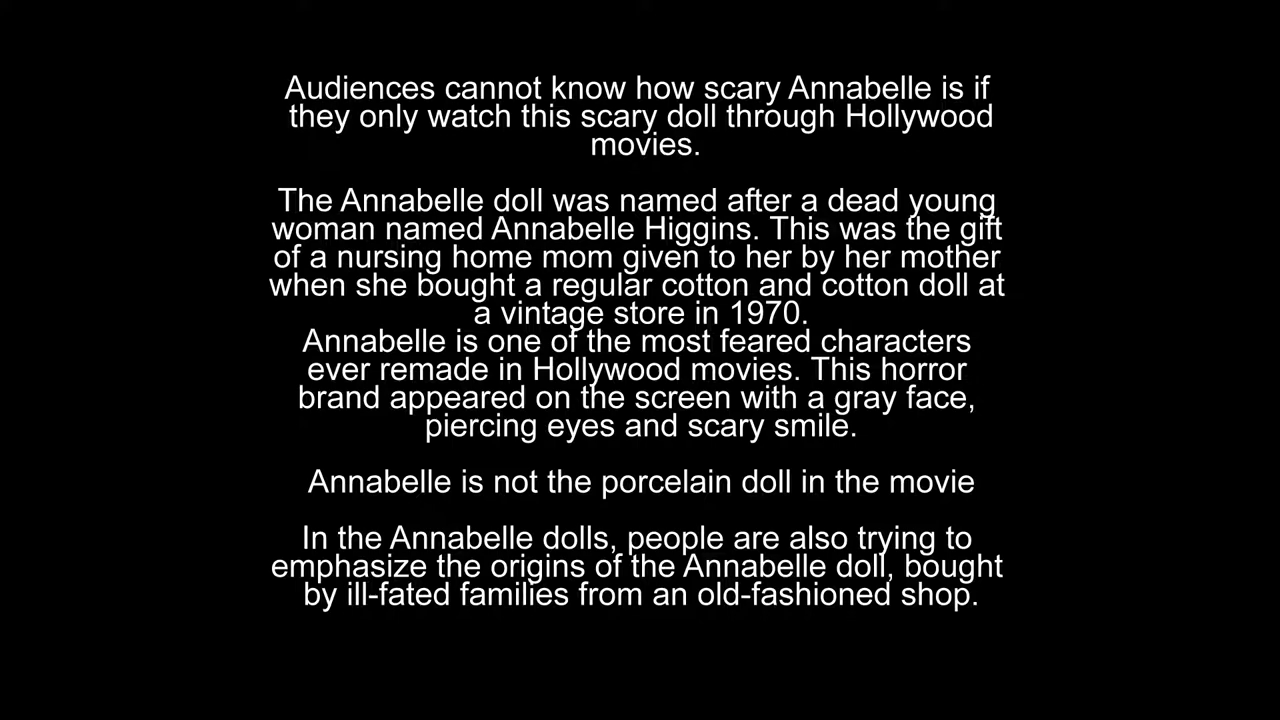 Audiences cannot know how scary Annabelle is if
they only watch this scary doll through Hollywood
movies.
The Annabelle doll was named after a dead young
woman named Annabelle Higgins. This was the gift
of a nursing home mom given to her by her mother
when she bought a regular cotton and cotton doll at
a vintage store in 1970.
Annabelle is one of the most feared characters
ever remade in Hollywood movies. This horror
brand appeared on the screen with a gray face,
piercing eyes and scary smile.
Annabelle is not the porcelain doll in the movie
In the Annabelle dolls, people are also trying to
emphasize the origins of the Annabelle doll, bought
by ill-fated families from an old-fashioned shop.